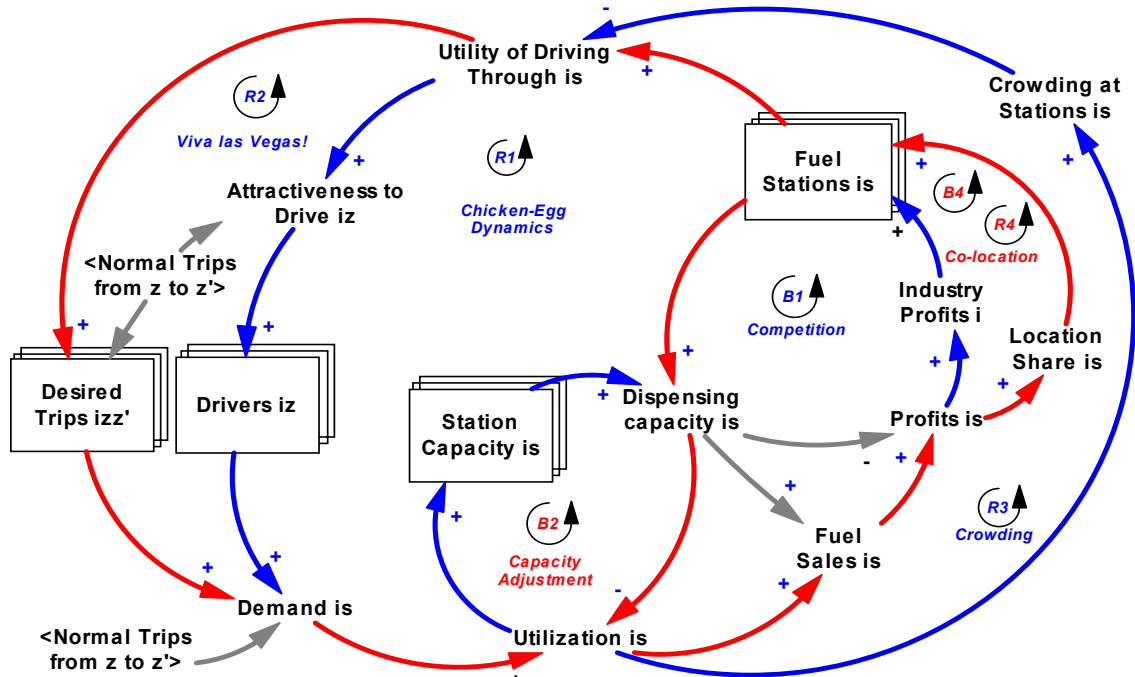 -
Utility of Driving
Through is
+
Crowding at
Stations is
R2
Viva las Vegas!
R1
Chicken-Egg
Dynamics
+
Attractiveness to
Drive iz
Fuel
Stations is
+
+
B4
R4
Co-location
+
<Normal Trips
from z to z'>
B1
Competition
Industry
Profits i
+
+
Location
Share is
Desired
Trips izz'
Drivers iz
Station
Capacity is
+
+
Dispensing
capacity is
+
+
Profits is
-
+
+
+
B2
Capacity
Adjustment
R3
Crowding
Fuel
Sales is
+
+
-
+
Demand is
<Normal Trips
from z to z'>
Utilization is